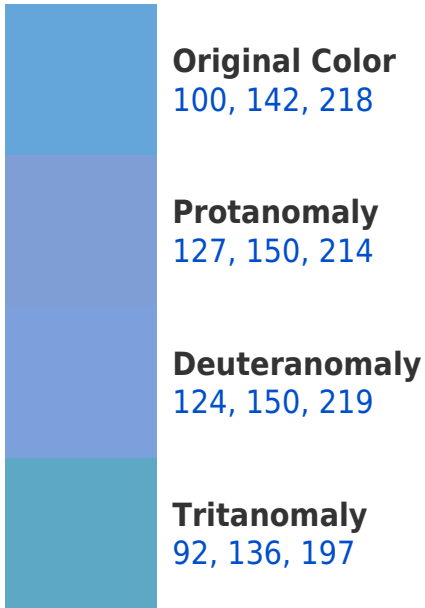 Original Color
100, 142, 218
Protanomaly
127, 150, 214
Deuteranomaly
124, 150, 219
Tritanomaly
92, 136, 197